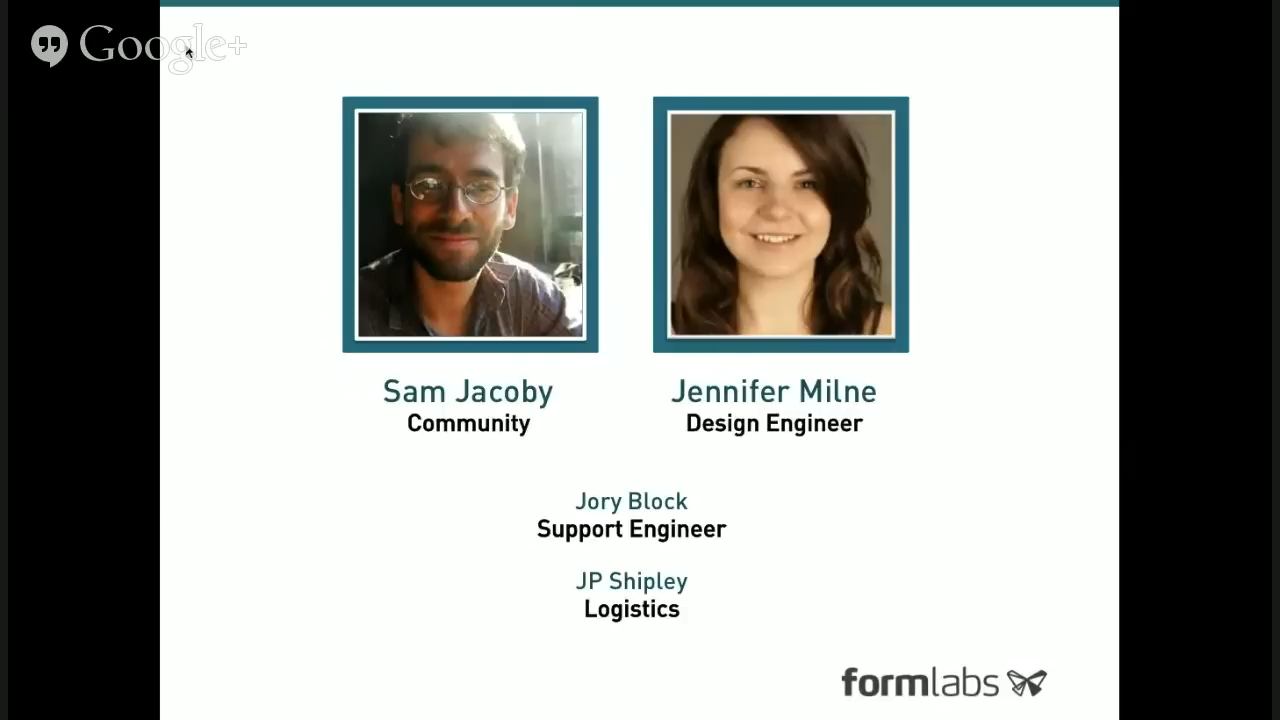 Google+
Sam Jacoby
Community
Jennifer Milne
Design Engineer
Jory Block
Support Engineer
JP Shipley
Logistics
formlabs